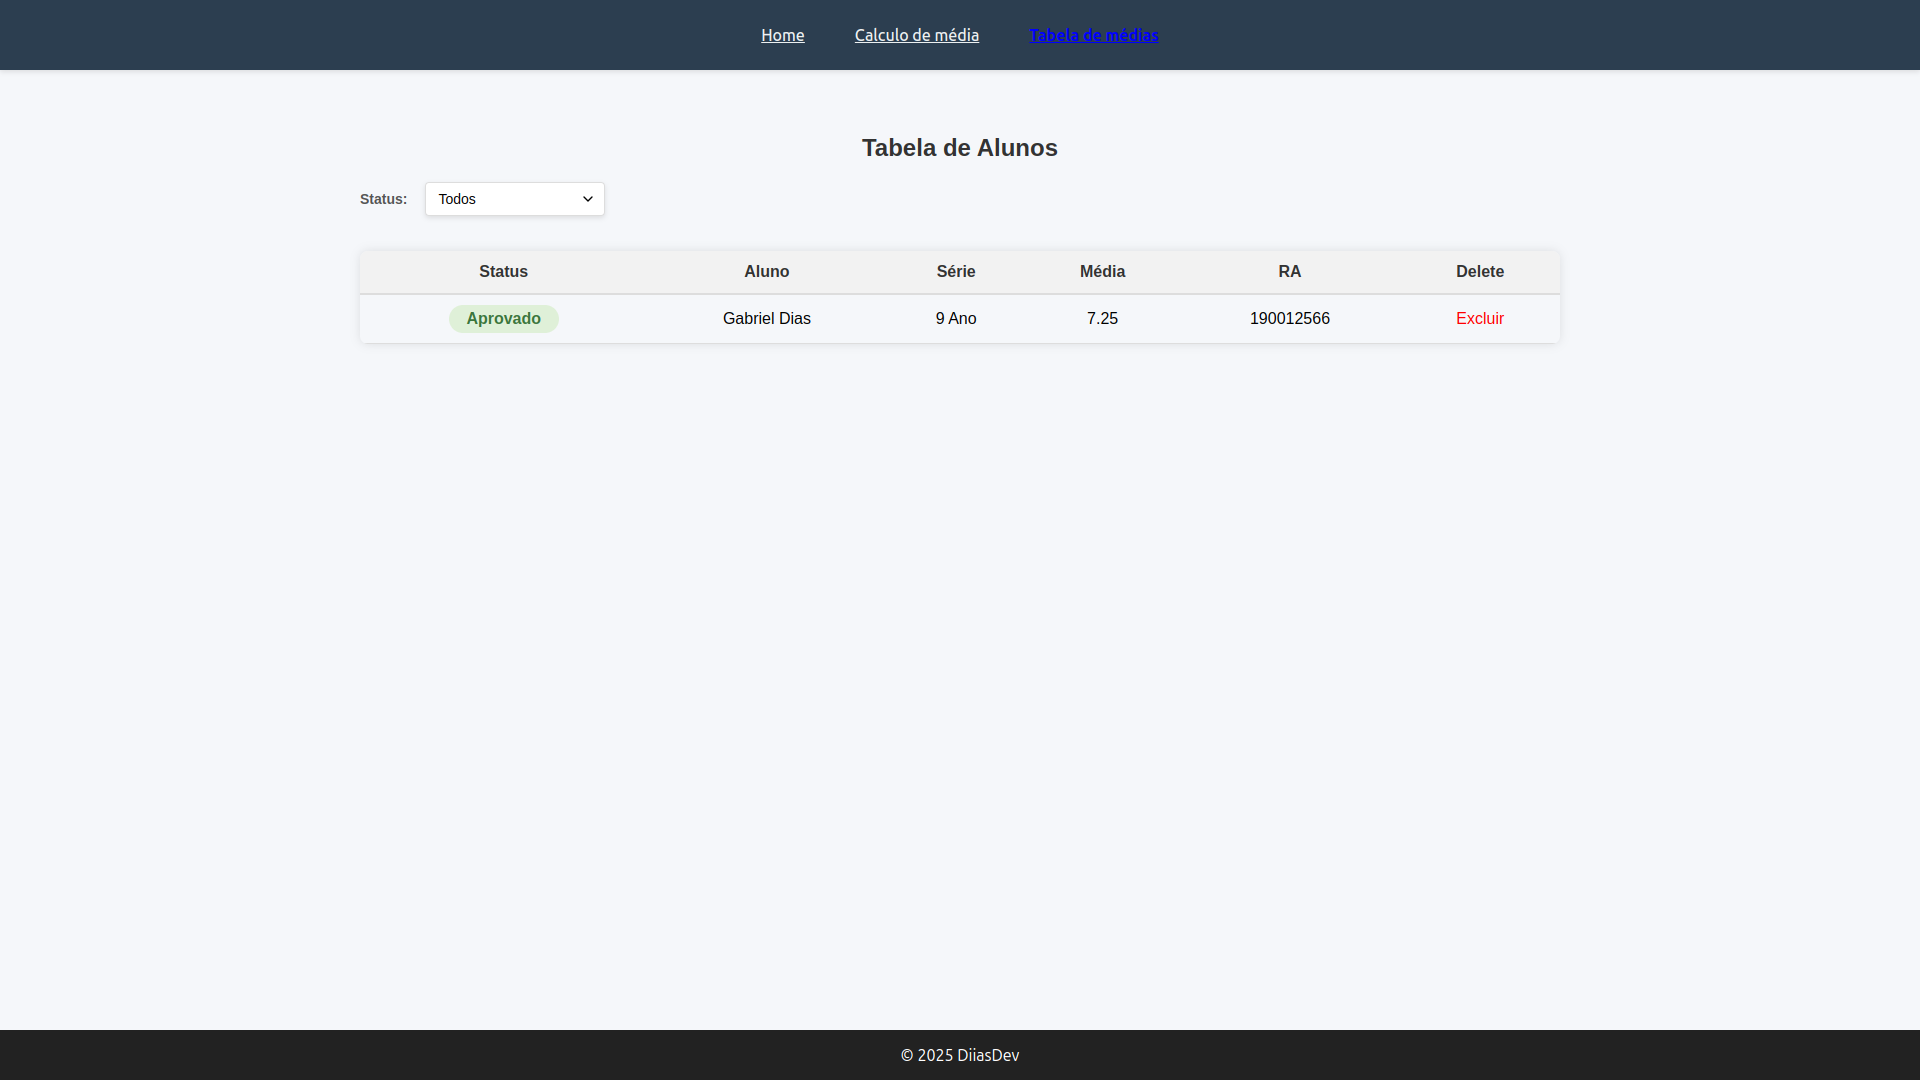 Home Calculo de média Tabela de médias
Tabela de Alunos
Status: Todos
Status Aluno Série Média RA Delete
Aprovado Gabriel Dias 9 Ano 7.25 190012566 Excluir
© 2025 DiiasDev